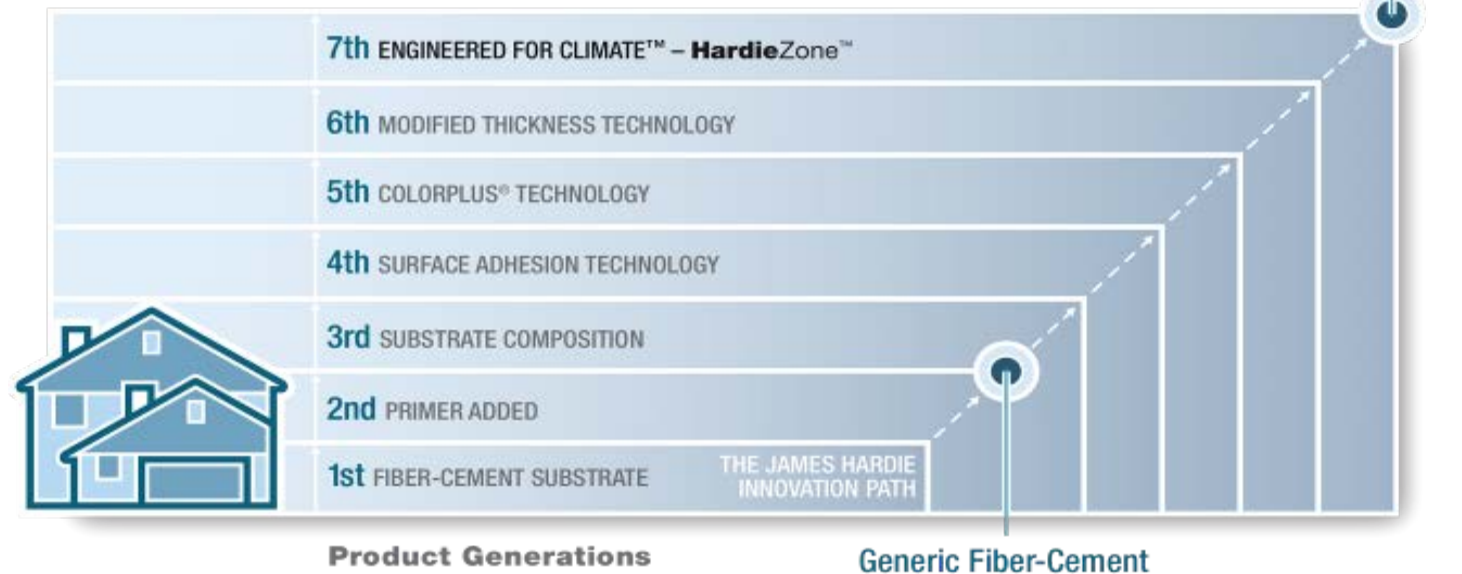 7th ENGINEERED FOR CLIMATE™ – HardieZone™
6th MODIFIED THICKNESS TECHNOLOGY
5th COLORPLUS® TECHNOLOGY
4th SURFACE ADHESION TECHNOLOGY
3rd SUBSTRATE COMPOSITION
2nd PRIMER ADDED
1st FIBER-CEMENT SUBSTRATE
THE JAMES HARDIE
INNOVATION PATH
Product Generations
Generic Fiber-Cement